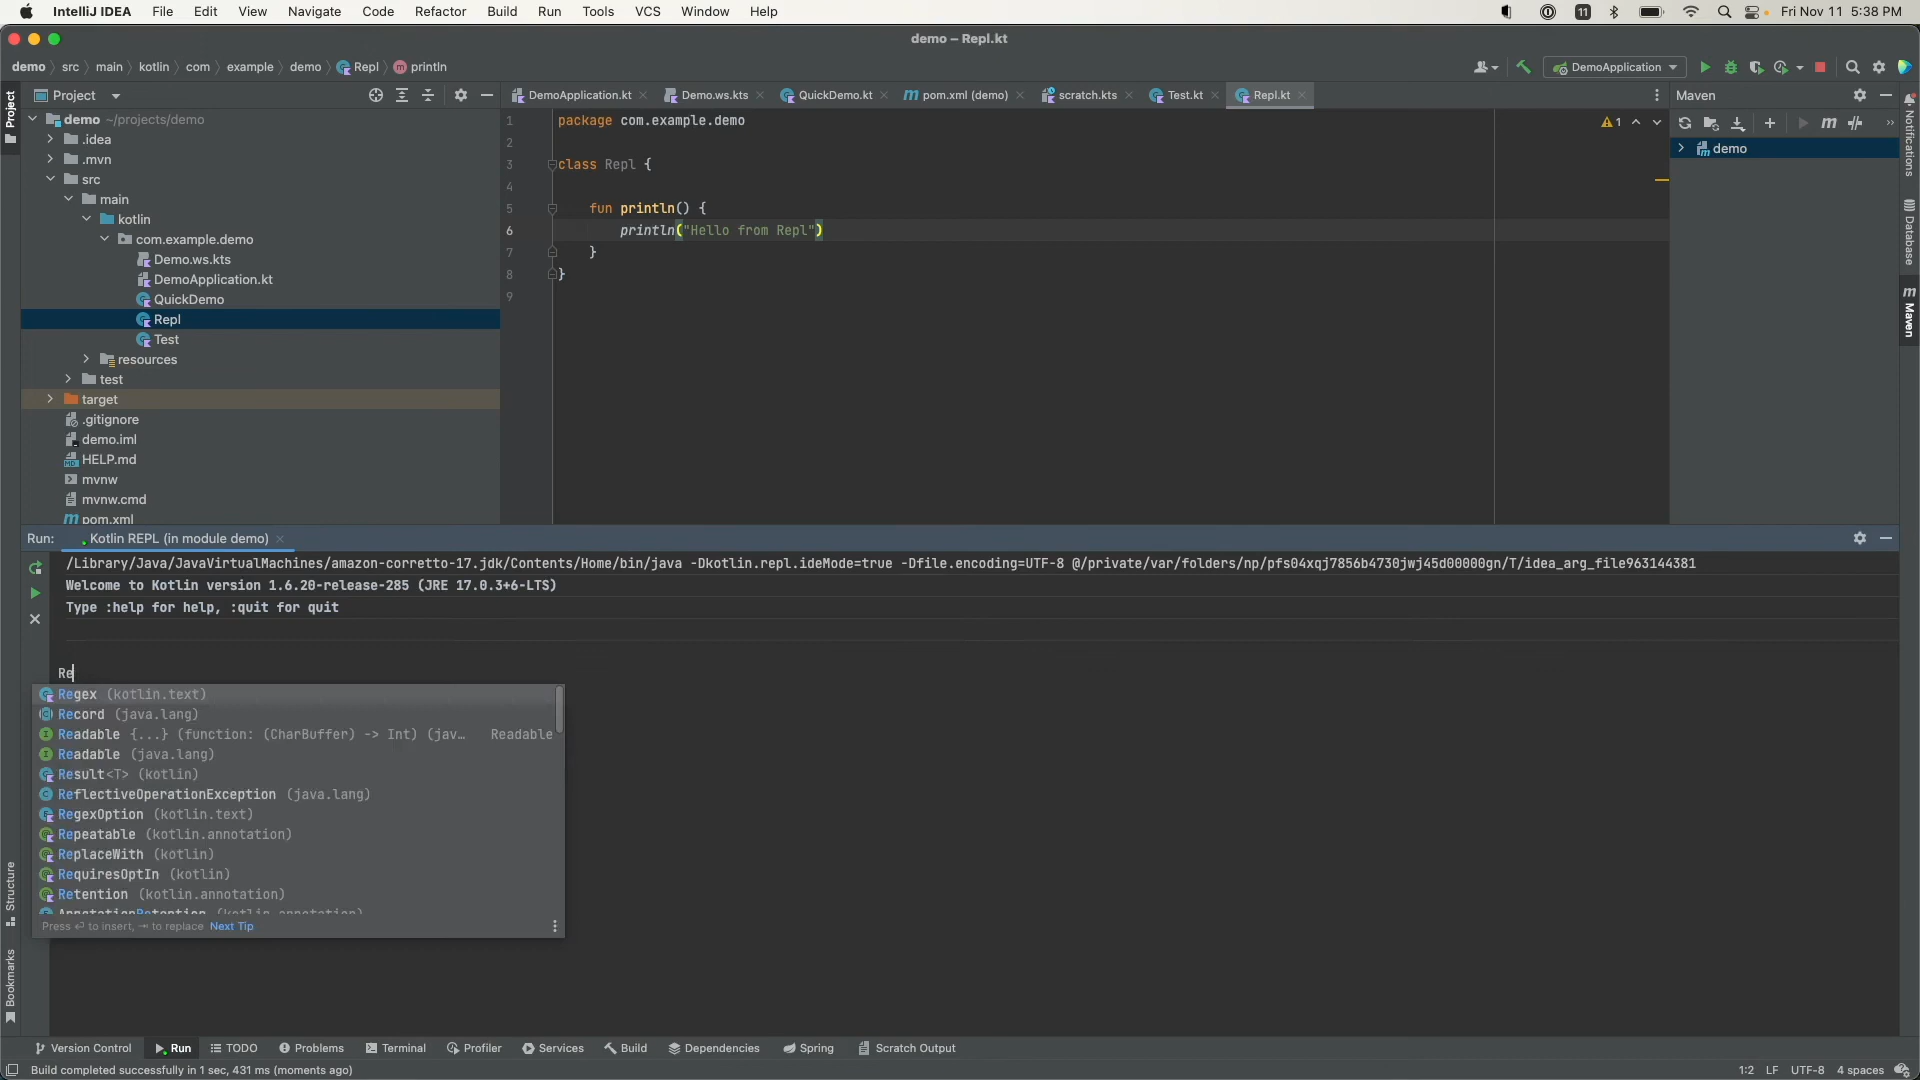 IntelliJ IDEA File Edit View Navigate Code Refactor Build Run Tools VCS Window Help 11 Fri Nov 11 5:38 PM
demo – Repl.kt
demo src main kotlin com example demo Repl m println DemoApplication
Project
Project
DemoApplication.kt Demo.ws.kts QuickDemo.kt m pom.xml (demo) scratch.kts Test.kt Repl.kt
Maven
demo ~/projects/demo
.idea
.mvn
src
main
kotlin
com.example.demo
Demo.ws.kts
DemoApplication.kt
QuickDemo
Repl
Test
resources
test
target
.gitignore
demo.iml
HELP.md
mvnw
mvnw.cmd
m pom.xml
1 package com.example.demo
2
3 class Repl {
4
5 fun println() {
6 println("Hello from Repl")
7 }
8 }
9
1
m
demo
Notifications
Database
m Maven
Run: Kotlin REPL (in module demo)
/Library/Java/JavaVirtualMachines/amazon-corretto-17.jdk/Contents/Home/bin/java -Dkotlin.repl.ideMode=true -Dfile.encoding=UTF-8 @/private/var/folders/np/pfs04xqj7856b4730jwj45d00000gn/T/idea_arg_file963144381
Welcome to Kotlin version 1.6.20-release-285 (JRE 17.0.3+6-LTS)
Type :help for help, :quit for quit
Re
Regex (kotlin.text)
Record (java.lang)
Readable {...} (function: (CharBuffer) -> Int) (jav… Readable
Readable (java.lang)
Result<T> (kotlin)
ReflectiveOperationException (java.lang)
RegexOption (kotlin.text)
Repeatable (kotlin.annotation)
ReplaceWith (kotlin)
RequiresOptIn (kotlin)
Retention (kotlin.annotation)
AnnotationRetention (kotlin.annotation)
Press ⏎ to insert, ⇥ to replace Next Tip
Structure
Bookmarks
Version Control Run TODO Problems Terminal Profiler Services Build Dependencies Spring Scratch Output
Build completed successfully in 1 sec, 431 ms (moments ago) 1:2 LF UTF-8 4 spaces